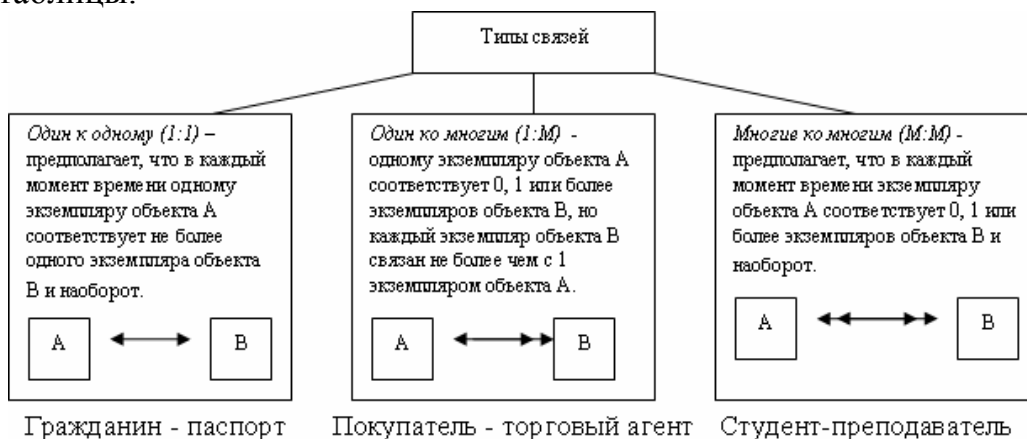 таблицы.
Типы связей
Один к одному (1:1) –
предполагает, что в каждый
момент времени одному
экземпляру объекта А
соответствует не более
одного экземпляра объекта
В и наоборот.
А
В
Гражданин - паспорт
Один ко многим (1:М) -
одному экземпляру объекта А
соответствует 0, 1 или более
экземпляров объекта В, но
каждый экземпляр объекта В
связан не более чем с 1
экземпляром объекта А.
А
В
Покупатель - торговый агент
Многие ко многим (М:М) -
предполагает, что в каждый
момент времени экземпляру
объекта А соответствует 0, 1 или
более экземпляров объекта В и
наоборот.
А
В
Студент-преподаватель